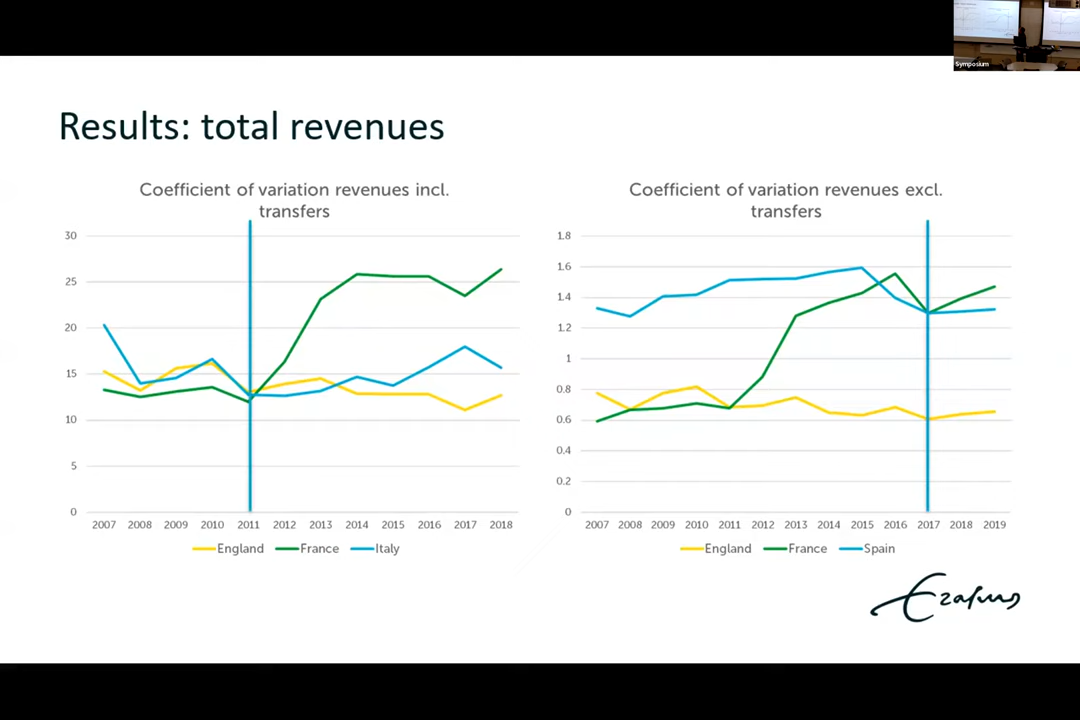 Symposium
Results: total revenues
Coefficient of variation revenues incl.
transfers
30
25
20
15
10
5
0
2007 2008 2009 2010 2011 2012 2013 2014 2015 2016 2017 2018
England France Italy
Coefficient of variation revenues excl.
transfers
1.8
1.6
1.4
1.2
1
0.8
0.6
0.4
0.2
0
2007 2008 2009 2010 2011 2012 2013 2014 2015 2016 2017 2018 2019
England France Spain
Erasmus